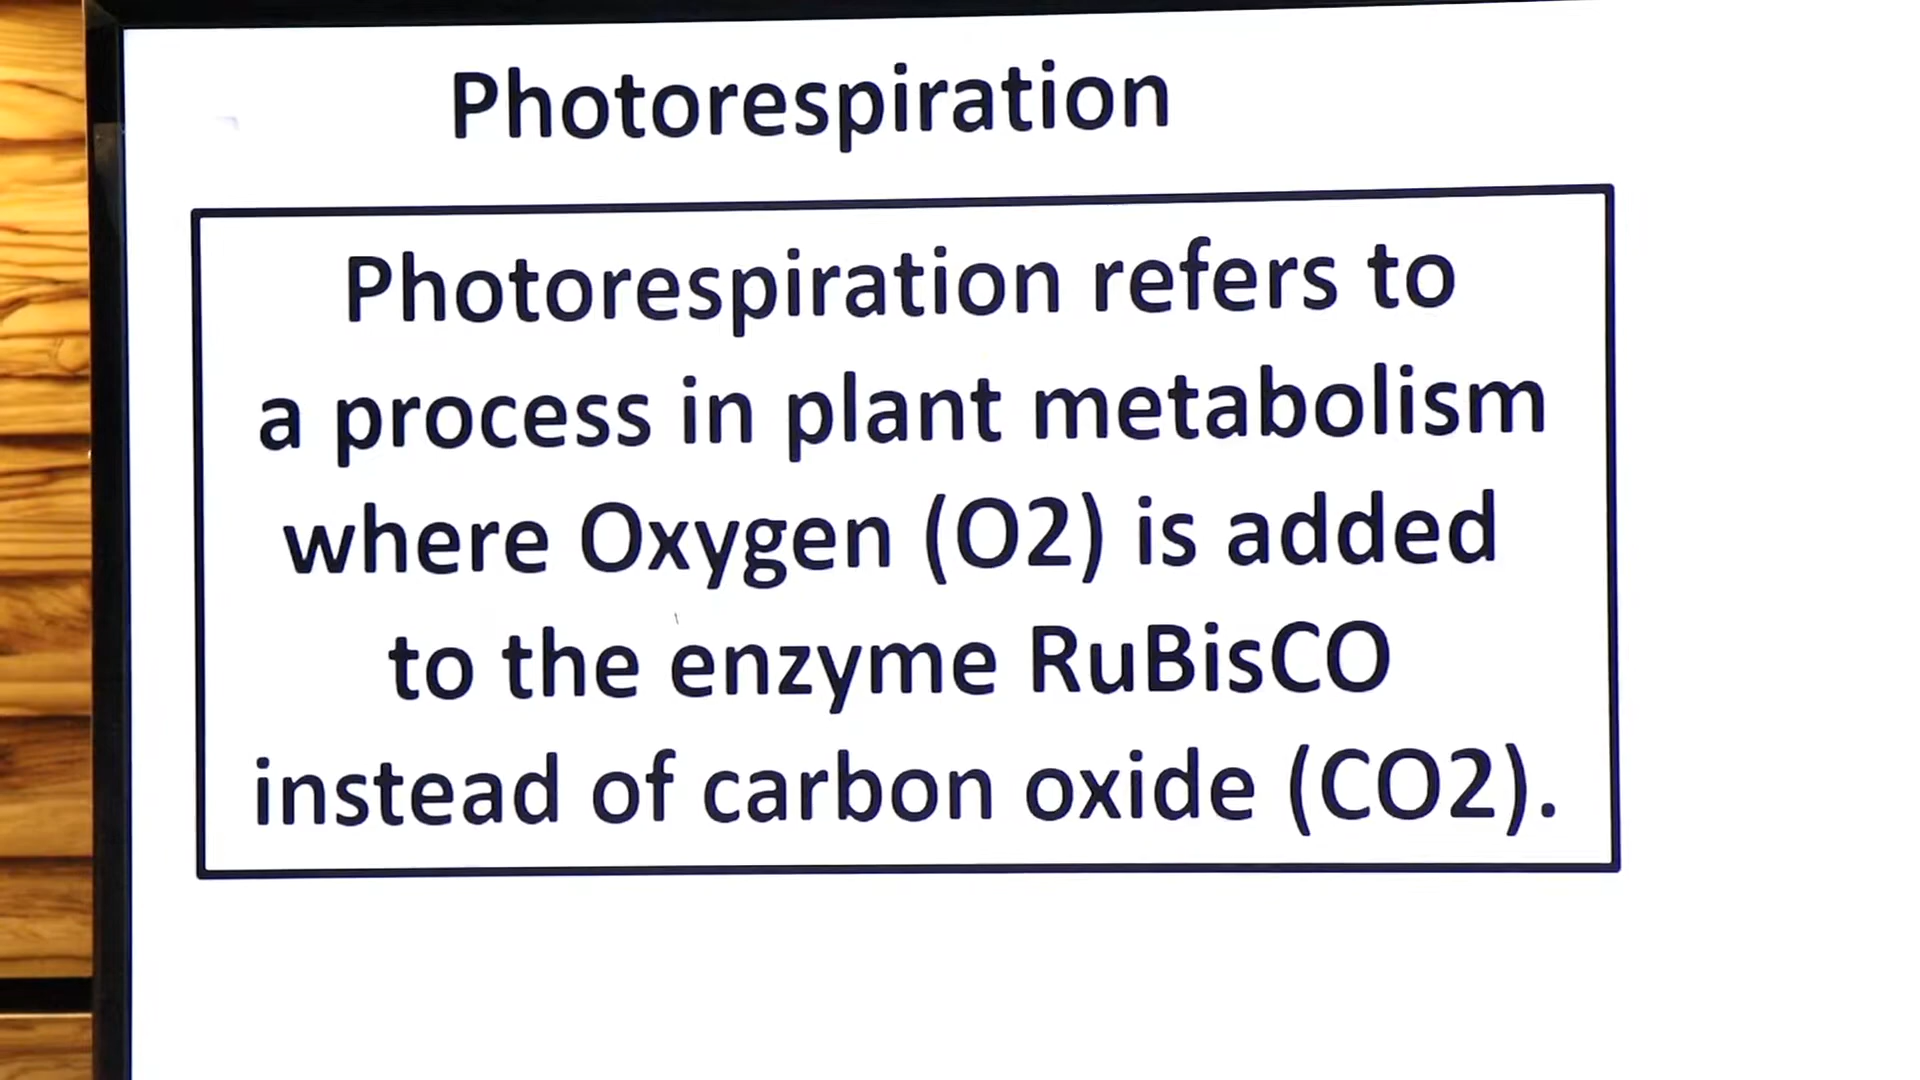 Photorespiration
Photorespiration refers to
a process in plant metabolism
where Oxygen (O2) is added
to the enzyme RuBisCO
instead of carbon oxide (CO2).